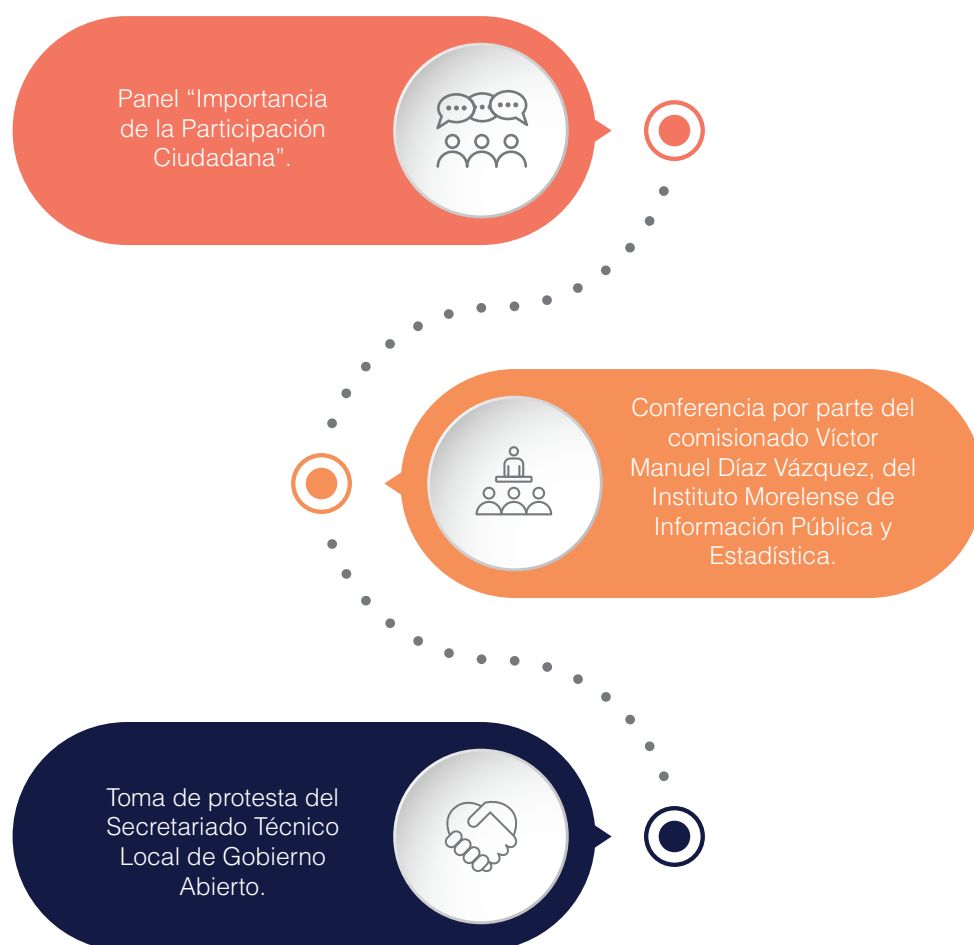 Panel “Importancia
de la Participación
Ciudadana”.
Conferencia por parte del
comisionado Víctor
Manuel Díaz Vázquez, del
Instituto Morelense de
Información Pública y
Estadística.
Toma de protesta del
Secretariado Técnico
Local de Gobierno
Abierto.